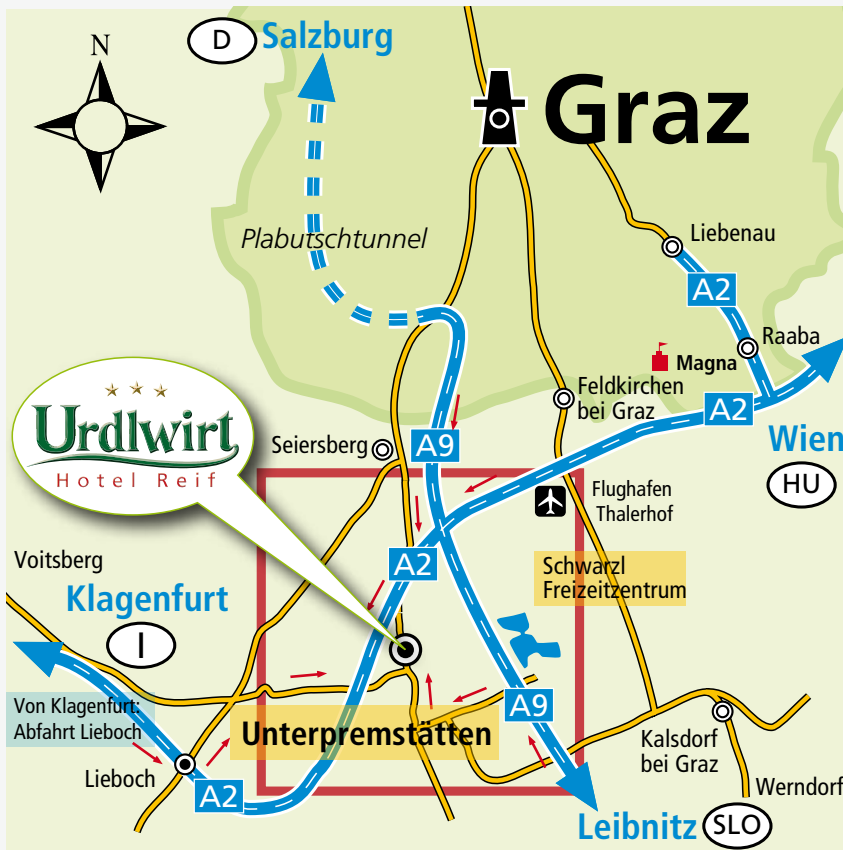 N
D Salzburg
Graz
Plabutschtunnel
Liebenau
A2
Raaba
Magna
Feldkirchen
bei Graz
A2
Wien
HU
Urdlwirt
Hotel Reif
Seiersberg
A9
Flughafen
Thalerhof
Voitsberg
A2
Schwarzl
Freizeitzentrum
Klagenfurt
I
Von Klagenfurt:
Abfahrt Lieboch
Unterpremstätten
A9
Kalsdorf
bei Graz
Lieboch
A2
Werndorf
Leibnitz SLO